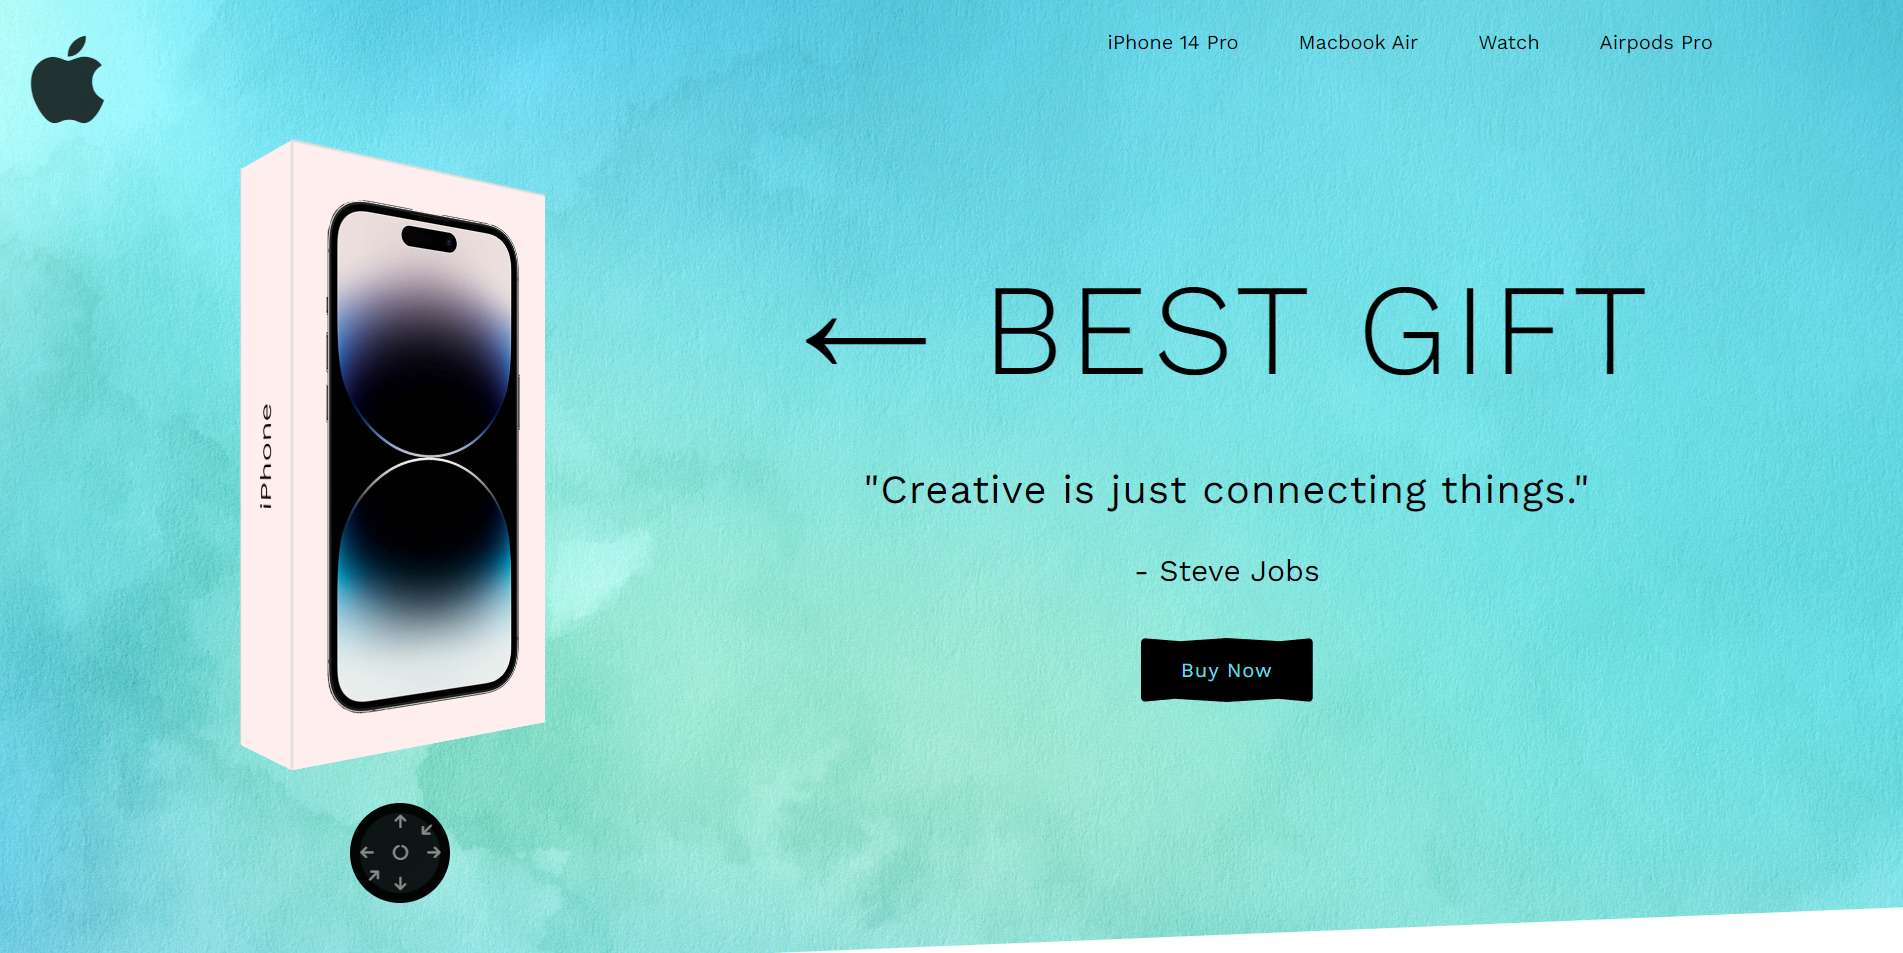 iPhone 14 Pro
Macbook Air
Watch
Airpods Pro
iPhone
← BEST GIFT
"Creative is just connecting things."
- Steve Jobs
Buy Now